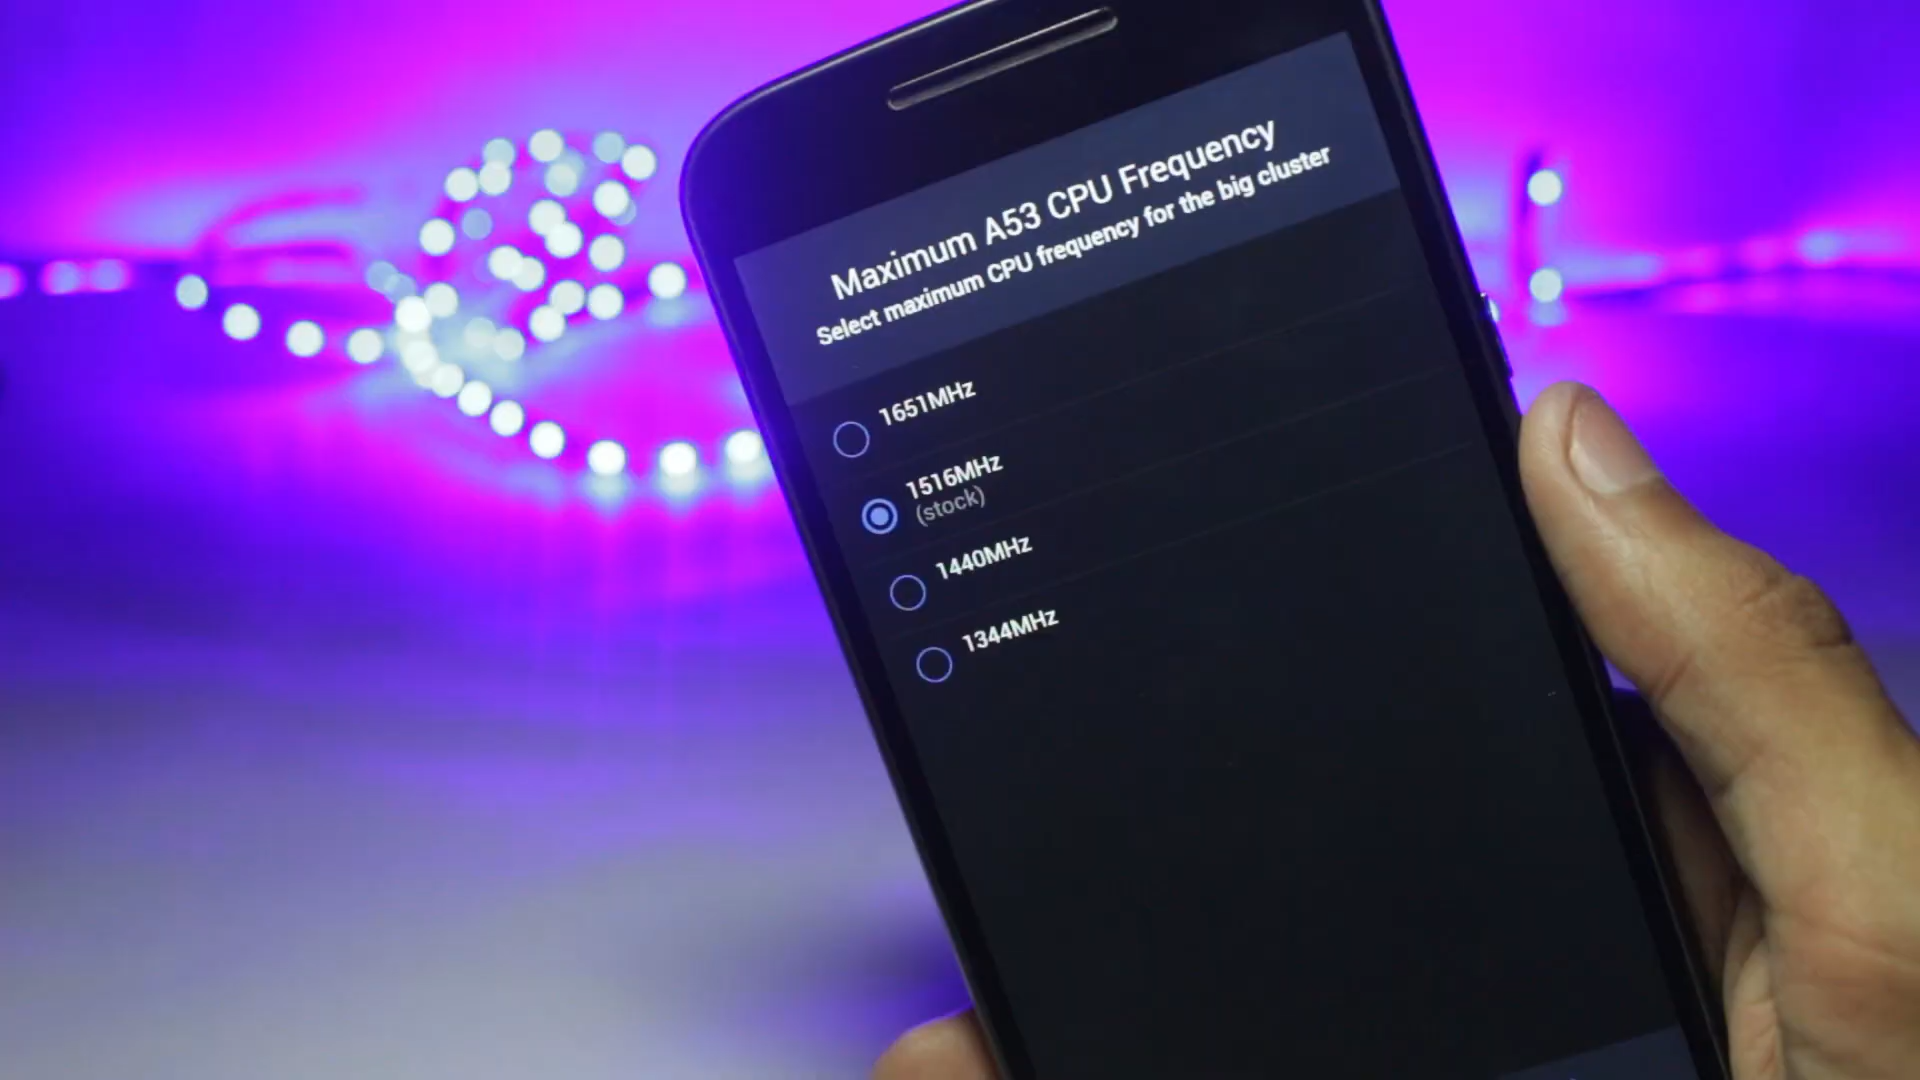 Maximum A53 CPU Frequency
Select maximum CPU frequency for the big cluster
1651MHz
1516MHz
(stock)
1440MHz
1344MHz